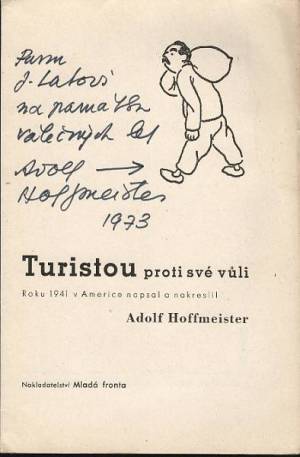 Panu
J. Latovi
na památku
válečných let
Adolf
Hoffmeister
1973
Turistou proti své vůli
Roku 1941 v Americe napsal a nakreslil
Adolf Hoffmeister
Nakladatelství Mladá fronta